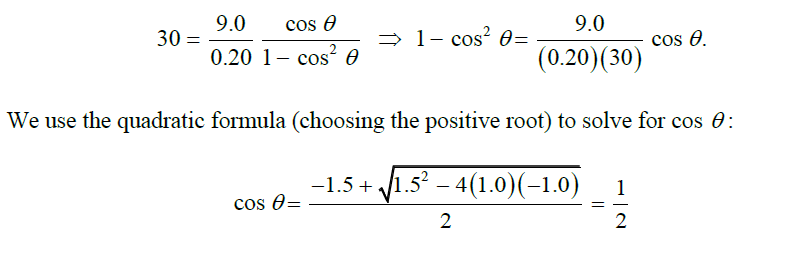 30 = 9.0/0.20 cos θ/(1 – cos² θ) ⇒ 1 – cos² θ = 9.0/((0.20)(30)) cos θ.
We use the quadratic formula (choosing the positive root) to solve for cos θ:
cos θ = (–1.5 + √(1.5² – 4(1.0)(–1.0)))/2 = 1/2